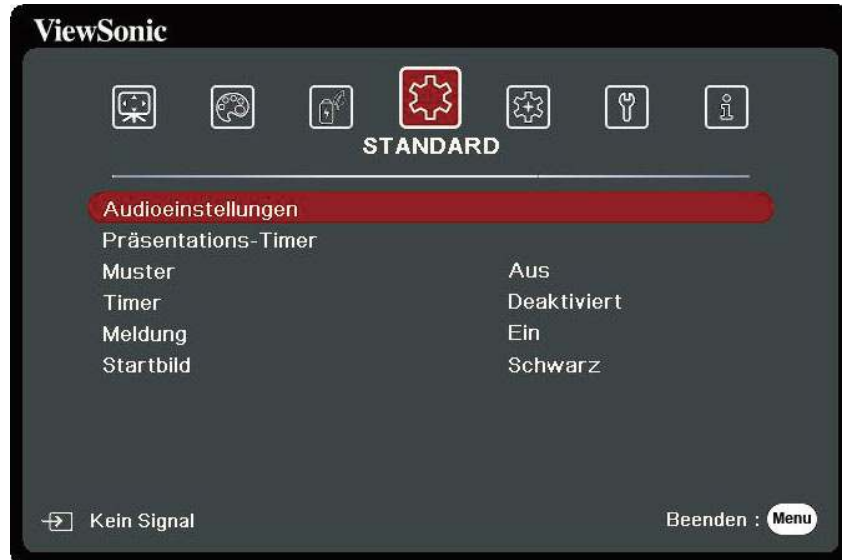 ViewSonic
STANDARD
Audioeinstellungen
Präsentations-Timer
Muster Aus
Timer Deaktiviert
Meldung Ein
Startbild Schwarz
Kein Signal Beenden : Menu